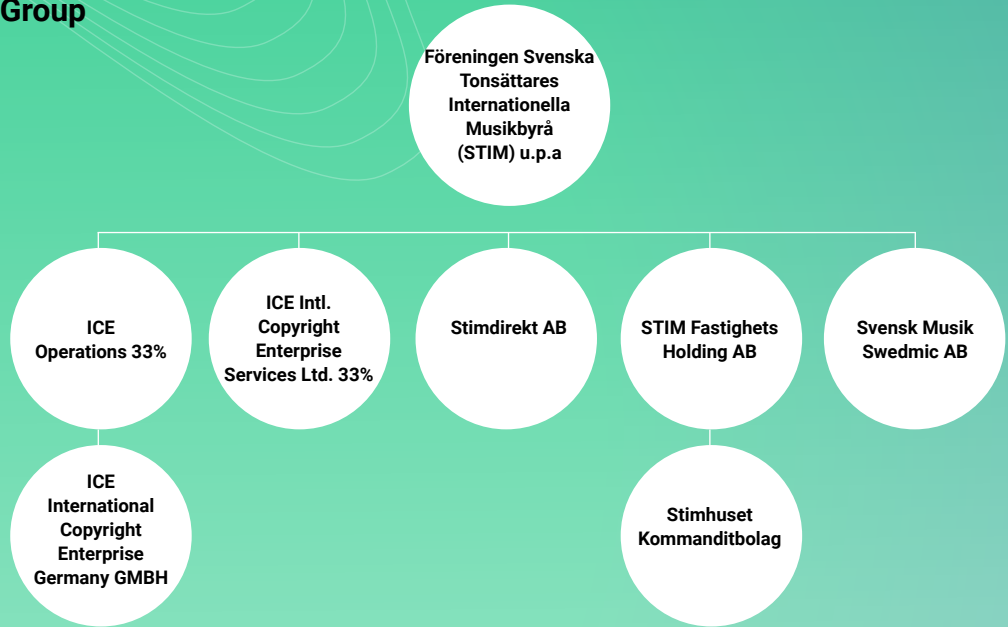 Group
Föreningen Svenska
Tonsättares
Internationella
Musikbyrå
(STIM) u.p.a
ICE
Operations 33%
ICE Intl.
Copyright
Enterprise
Services Ltd. 33%
Stimdirekt AB
STIM Fastighets
Holding AB
Svensk Musik
Swedmic AB
ICE
International
Copyright
Enterprise
Germany GMBH
Stimhuset
Kommanditbolag